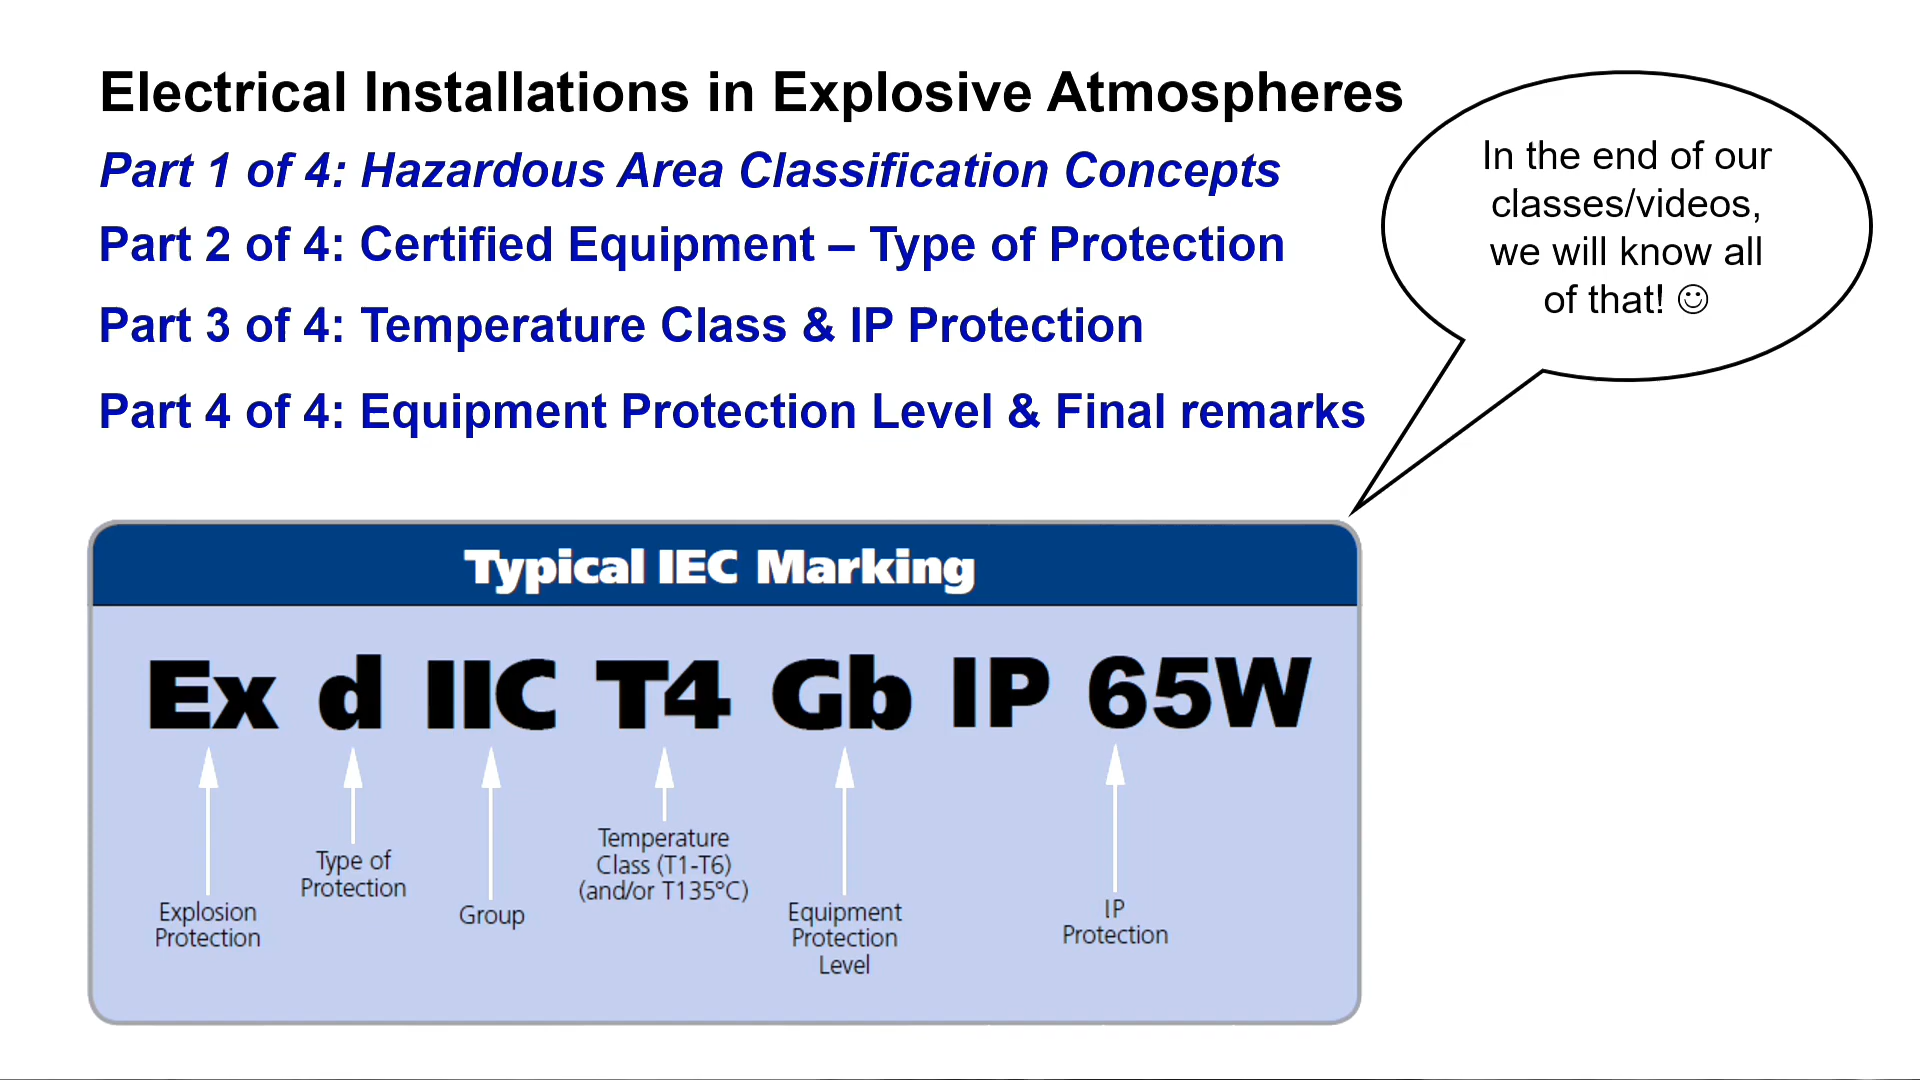 Electrical Installations in Explosive Atmospheres
Part 1 of 4: Hazardous Area Classification Concepts
Part 2 of 4: Certified Equipment – Type of Protection
Part 3 of 4: Temperature Class & IP Protection
Part 4 of 4: Equipment Protection Level & Final remarks
In the end of our
classes/videos,
we will know all
of that! ☺
Typical IEC Marking
Ex d IIC T4 Gb IP 65W
Explosion
Protection
Type of
Protection
Group
Temperature
Class (T1-T6)
(and/or T135°C)
Equipment
Protection
Level
IP
Protection